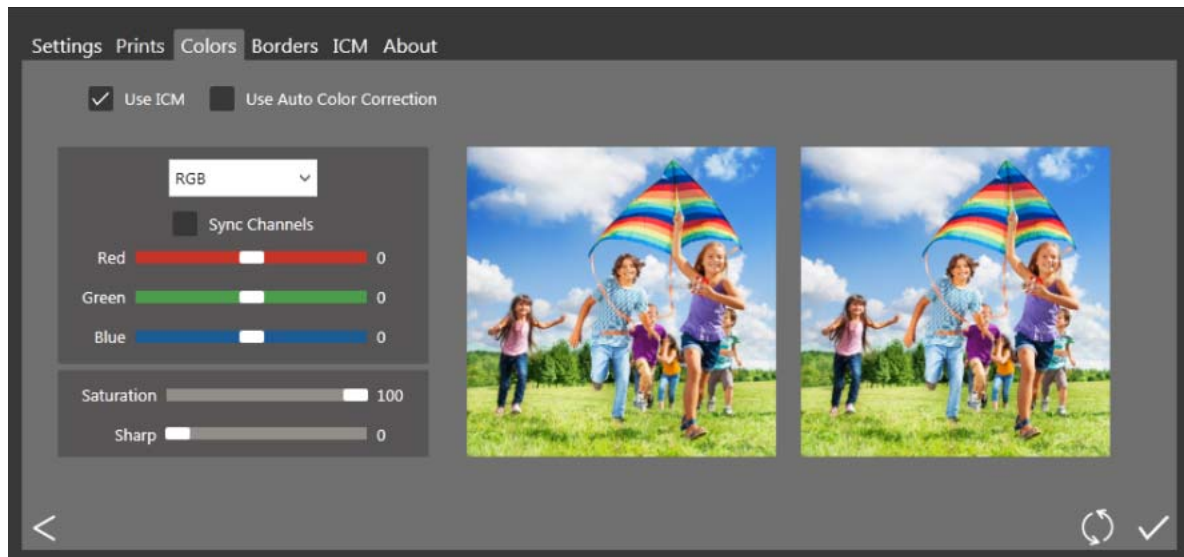 Settings Prints Colors Borders ICM About
Use ICM Use Auto Color Correction
RGB
Sync Channels
Red 0
Green 0
Blue 0
Saturation 100
Sharp 0